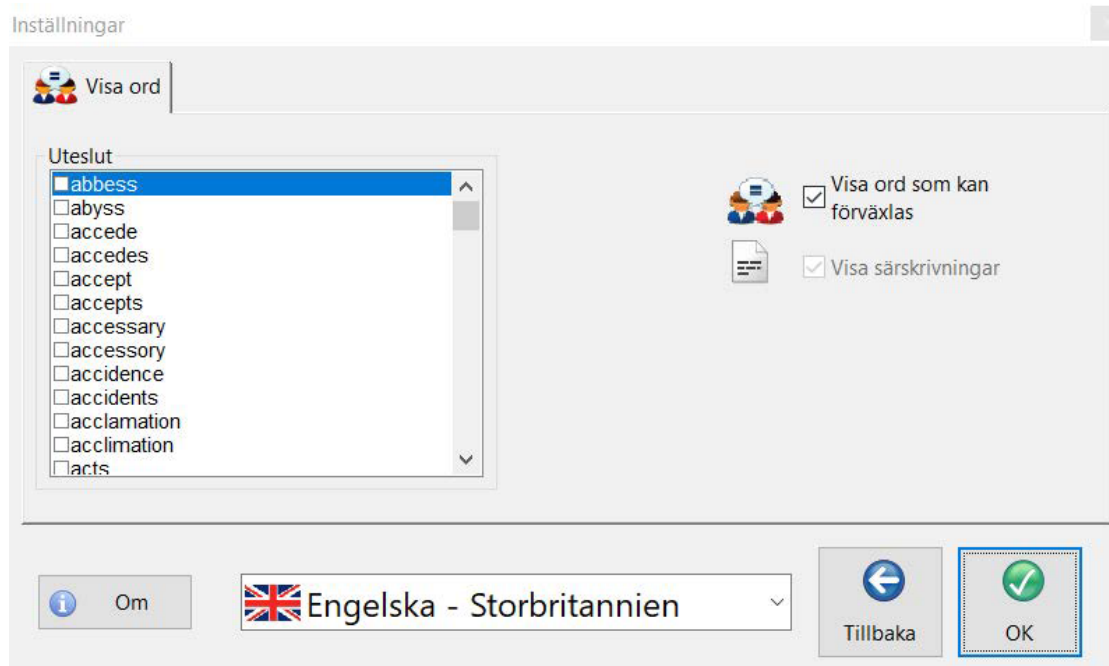 Inställningar
Visa ord
Uteslut
abbess
abyss
accede
accedes
accept
accepts
accessary
accessory
accidence
accidents
acclamation
acclimation
acts
Visa ord som kan
förväxlas
Visa särskrivningar
Om
Engelska - Storbritannien
Tillbaka
OK